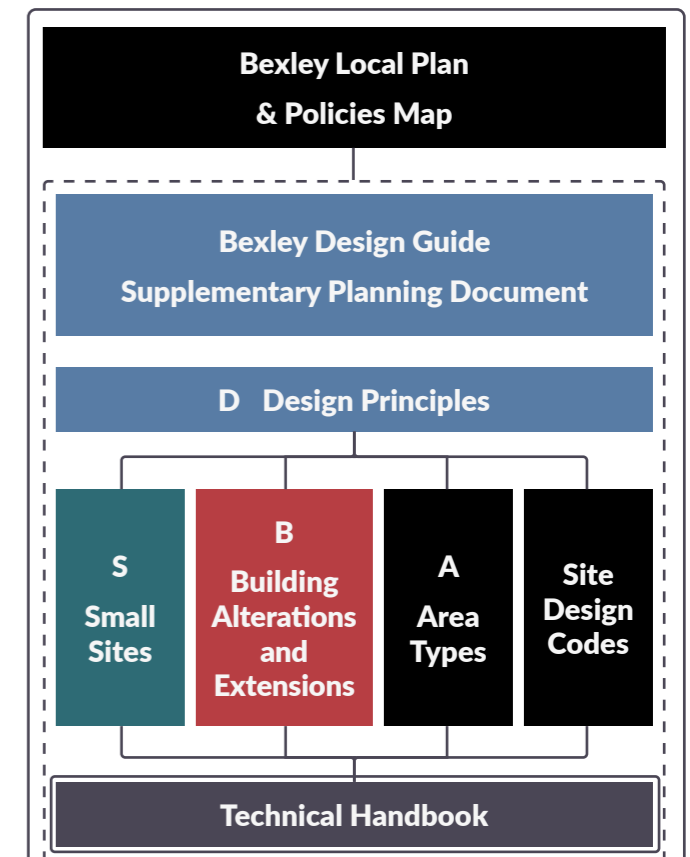 Bexley Local Plan
& Policies Map
Bexley Design Guide
Supplementary Planning Document
D Design Principles
S
Small
Sites
B
Building
Alterations
and
Extensions
A
Area
Types
Site
Design
Codes
Technical Handbook